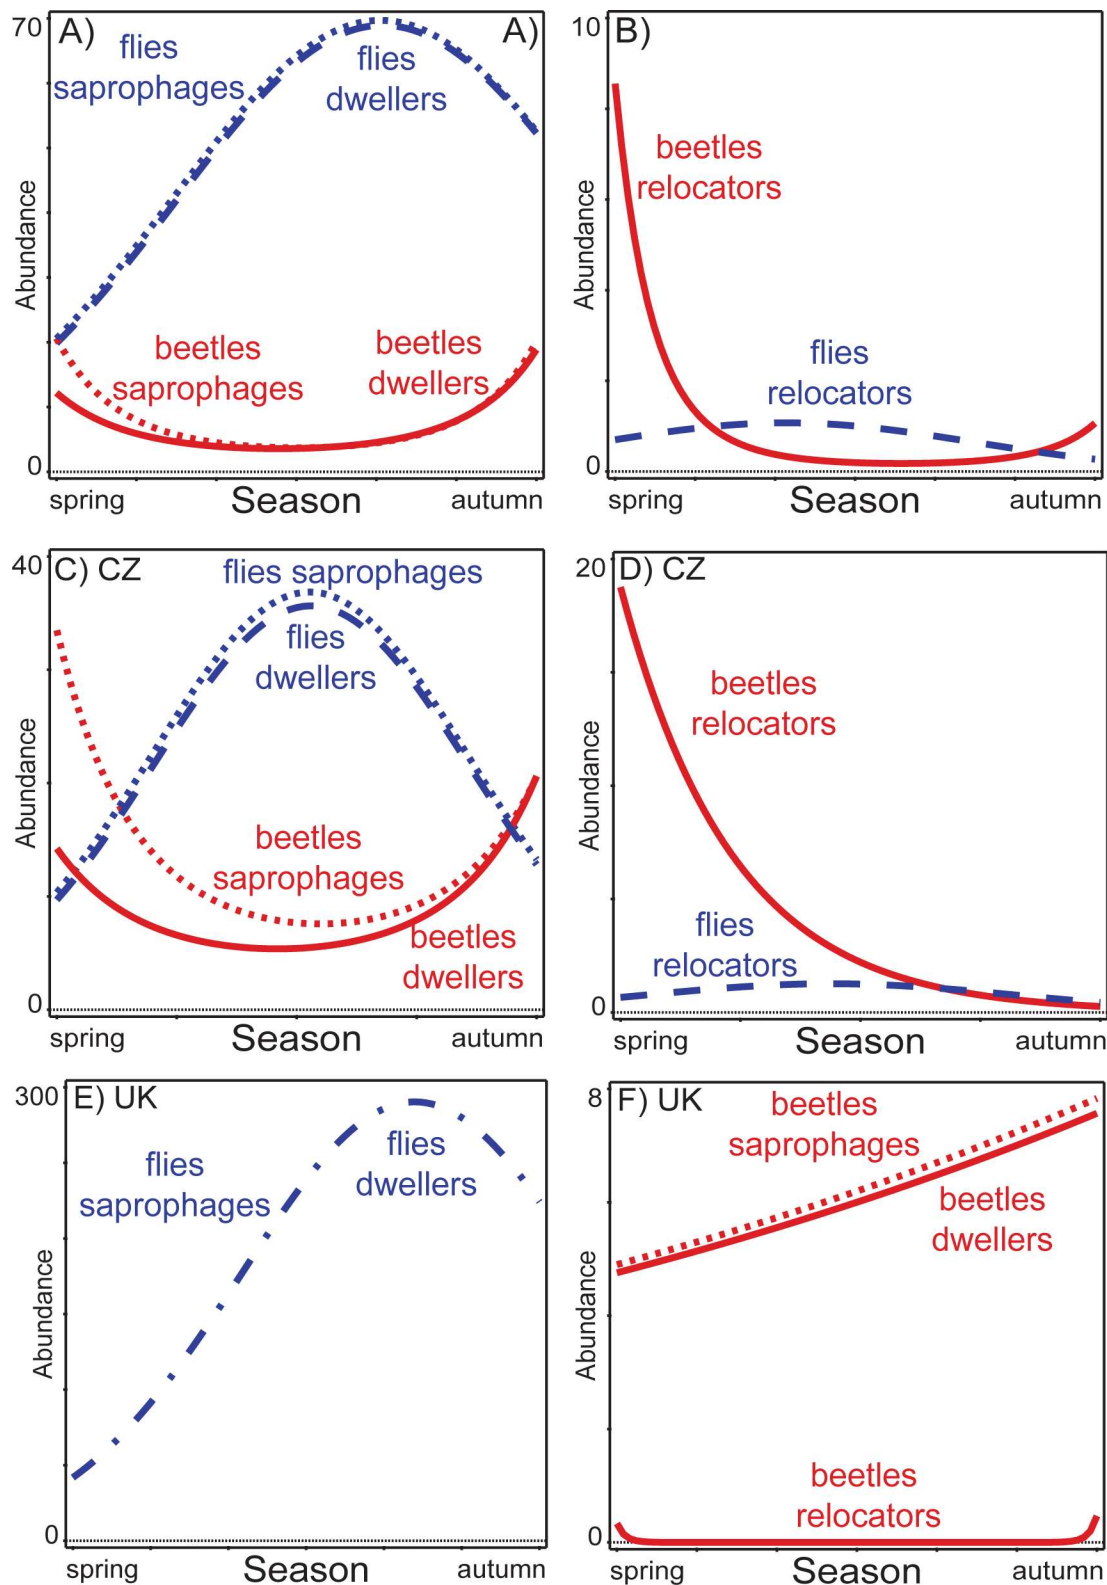 70
A)
A)
flies
saprophages
flies
dwellers
beetles
saprophages
beetles
dwellers
Abundance
0
spring
Season
autumn
10
B)
beetles
relocators
flies
relocators
Abundance
0
spring
Season
autumn
40
C) CZ
flies saprophages
flies
dwellers
beetles
saprophages
beetles
dwellers
Abundance
0
spring
Season
autumn
20
D) CZ
beetles
relocators
flies
relocators
Abundance
0
spring
Season
autumn
300
E) UK
flies
saprophages
flies
dwellers
Abundance
0
spring
Season
autumn
8
F) UK
beetles
saprophages
beetles
dwellers
beetles
relocators
Abundance
0
spring
Season
autumn